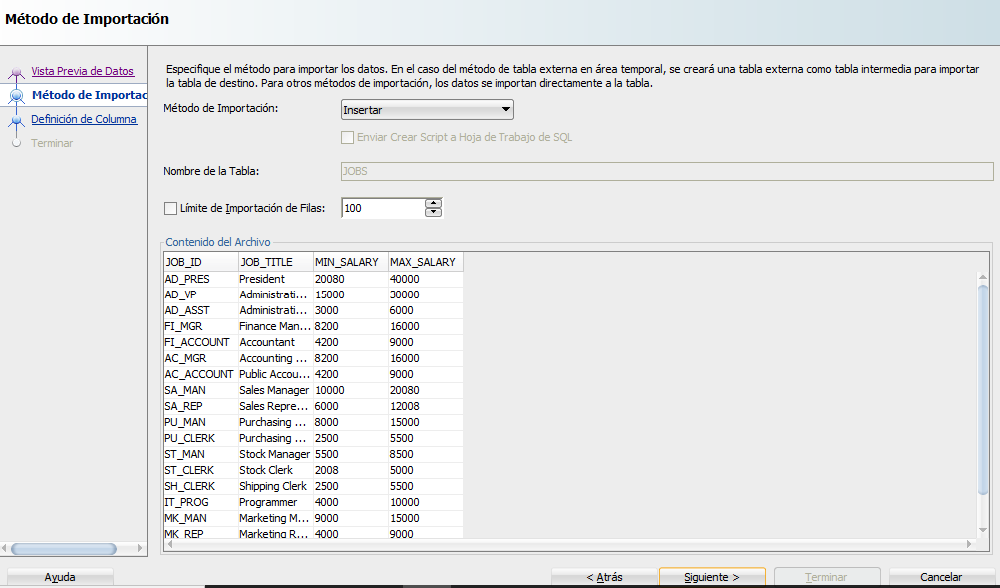 Método de Importación
Vista Previa de Datos
Método de Importac
Definición de Columna
Terminar
Especifique el método para importar los datos. En el caso del método de tabla externa en área temporal, se creará una tabla externa como tabla intermedia para importar
la tabla de destino. Para otros métodos de importación, los datos se importan directamente a la tabla.
Método de Importación: Insertar
Enviar Crear Script a Hoja de Trabajo de SQL
Nombre de la Tabla: JOBS
Límite de Importación de Filas: 100
Contenido del Archivo
JOB_ID JOB_TITLE MIN_SALARY MAX_SALARY
AD_PRES President 20080 40000
AD_VP Administrati... 15000 30000
AD_ASST Administrati... 3000 6000
FI_MGR Finance Man... 8200 16000
FI_ACCOUNT Accountant 4200 9000
AC_MGR Accounting ... 8200 16000
AC_ACCOUNT Public Accou... 4200 9000
SA_MAN Sales Manager 10000 20080
SA_REP Sales Repre... 6000 12008
PU_MAN Purchasing ... 8000 15000
PU_CLERK Purchasing ... 2500 5500
ST_MAN Stock Manager 5500 8500
ST_CLERK Stock Clerk 2008 5000
SH_CLERK Shipping Clerk 2500 5500
IT_PROG Programmer 4000 10000
MK_MAN Marketing M... 9000 15000
MK_REP Marketing R... 4000 9000
Ayuda < Atrás Siguiente > Terminar Cancelar